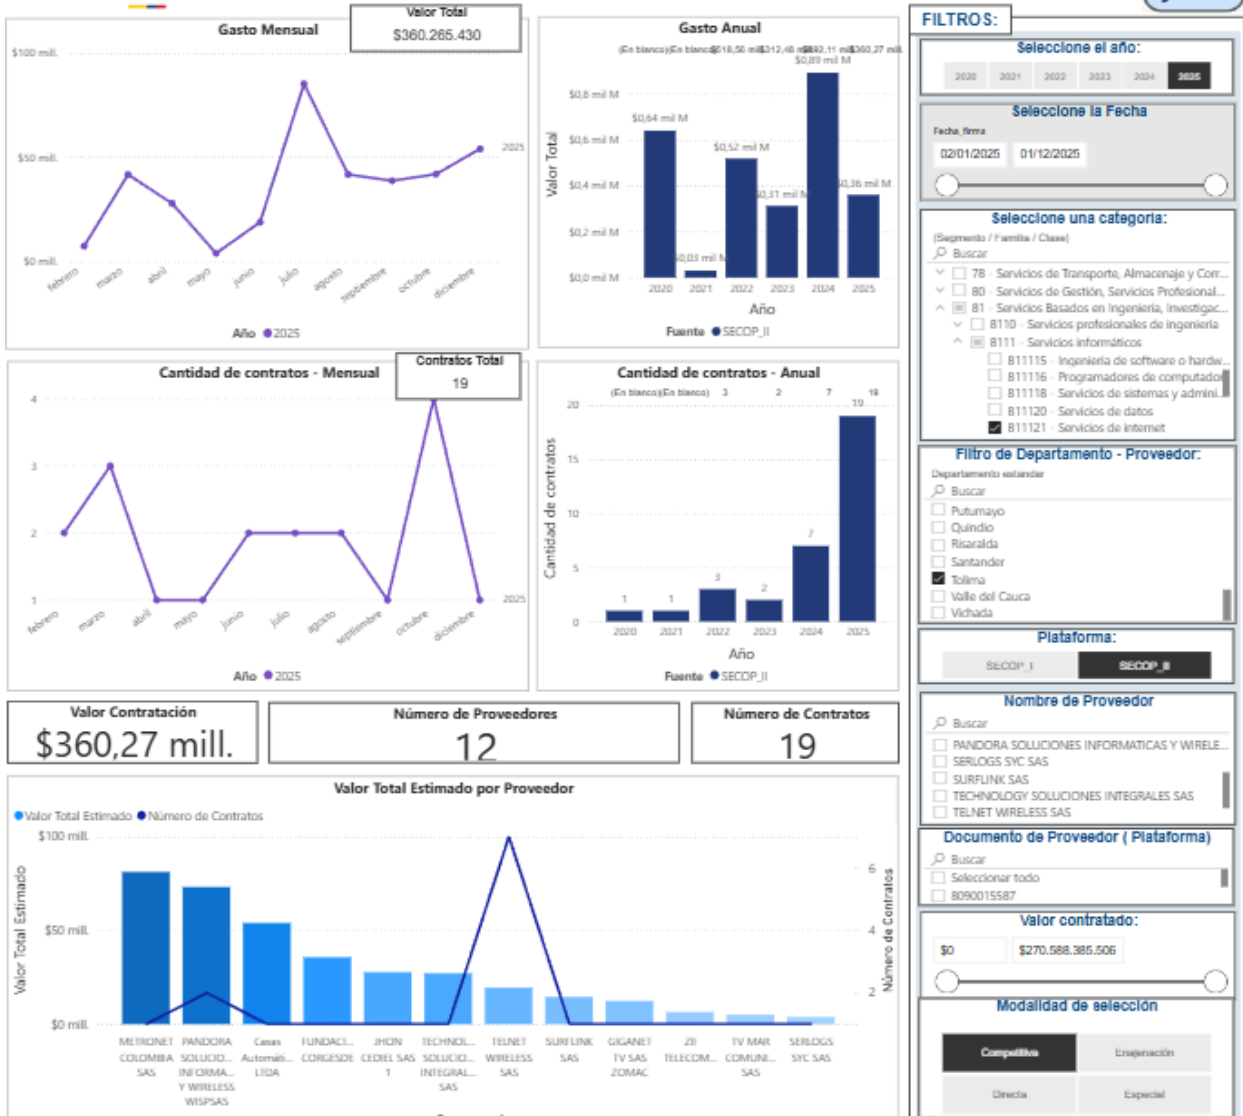 Gasto Mensual
Valor Total
$360.265.430
$100 mill.
$50 mill.
$0 mill.
2025
febrero
marzo
abril
mayo
junio
julio
agosto
septiembre
octubre
diciembre
Año 2025
Gasto Anual
(En blanco)(En blanco)
$360,27 mill.
Valor Total
$0,8 mil M
$0,6 mil M
$0,4 mil M
$0,2 mil M
$0,0 mil M
$0,64 mil M
$0,03 mil M
$0,52 mil M
$0,31 mil M
$0,89 mil M
$0,36 mil M
2020 2021 2022 2023 2024 2025
Año
Fuente SECOP_II
Cantidad de contratos - Mensual
Contratos Total
19
4
3
2
1
2025
febrero
marzo
abril
mayo
junio
julio
agosto
septiembre
octubre
diciembre
Año 2025
Cantidad de contratos - Anual
(En blanco)(En blanco) 3 2 7 19
Cantidad de contratos
20
15
10
5
0
1
1
3
2
7
19
2020 2021 2022 2023 2024 2025
Año
Fuente SECOP_II
Valor Contratación
$360,27 mill.
Número de Proveedores
12
Número de Contratos
19
Valor Total Estimado por Proveedor
Valor Total Estimado Número de Contratos
Valor Total Estimado
$100 mill.
$50 mill.
$0 mill.
6
4
2
Número de Contratos
METRONET
COLOMBIA
SAS
PANDORA
SOLUCIO...
INFORMA...
Y WIRELESS
WISPSAS
Casas
Automáti...
LTDA
FUNDACI...
CORGESDE
JHON
CEDIEL SAS
1
TECHNOL...
SOLUCIO...
INTEGRAL...
SAS
TELNET
WIRELESS
SAS
SURFLINK
SAS
GIGANET
TV SAS
ZOMAC
ZII
TELECOM...
TV MAR
COMUNI...
SAS
SERLOGS
SYC SAS
FILTROS:
Seleccione el año:
2020 2021 2022 2023 2024 2025
Seleccione la Fecha
Fecha_firma
02/01/2025 01/12/2025
Seleccione una categoria:
(Segmento / Familia / Clase)
Buscar
78 - Servicios de Transporte, Almacenaje y Corr...
80 - Servicios de Gestión, Servicios Profesional...
81 - Servicios Basados en Ingeniería, Investigac...
8110 - Servicios profesionales de ingeniería
8111 - Servicios informáticos
811115 - Ingeniería de software o hardw...
811116 - Programadores de computador
811118 - Servicios de sistemas y admini...
811120 - Servicios de datos
811121 - Servicios de internet
Filtro de Departamento - Proveedor:
Departamento estandar
Buscar
Putumayo
Quindio
Risaralda
Santander
Tolima
Valle del Cauca
Vichada
Plataforma:
SECOP_I SECOP_II
Nombre de Proveedor
Buscar
PANDORA SOLUCIONES INFORMATICAS Y WIRELE...
SERLOGS SYC SAS
SURFLINK SAS
TECHNOLOGY SOLUCIONES INTEGRALES SAS
TELNET WIRELESS SAS
Documento de Proveedor ( Plataforma)
Buscar
Seleccionar todo
8090015587
Valor contratado:
$0 $270.588.385.506
Modalidad de selección
Competitiva Enajenación
Directa Especial